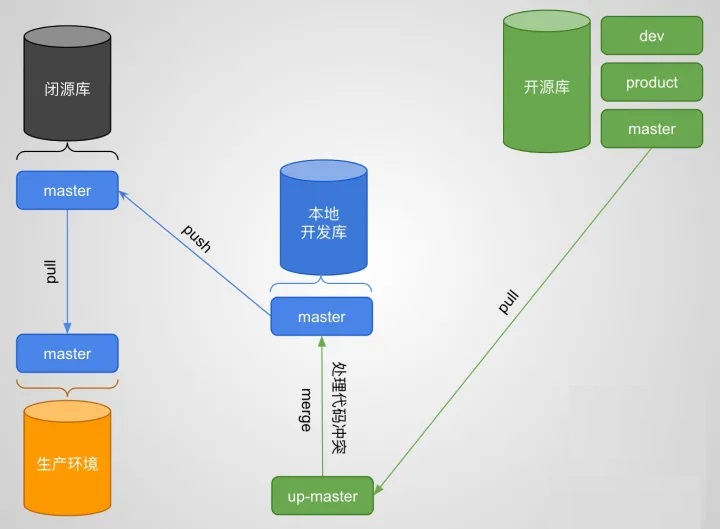 闭源库
master
pull
master
生产环境
push
本地
开发库
master
处理代码冲突
merge
up-master
pull
开源库
dev
product
master